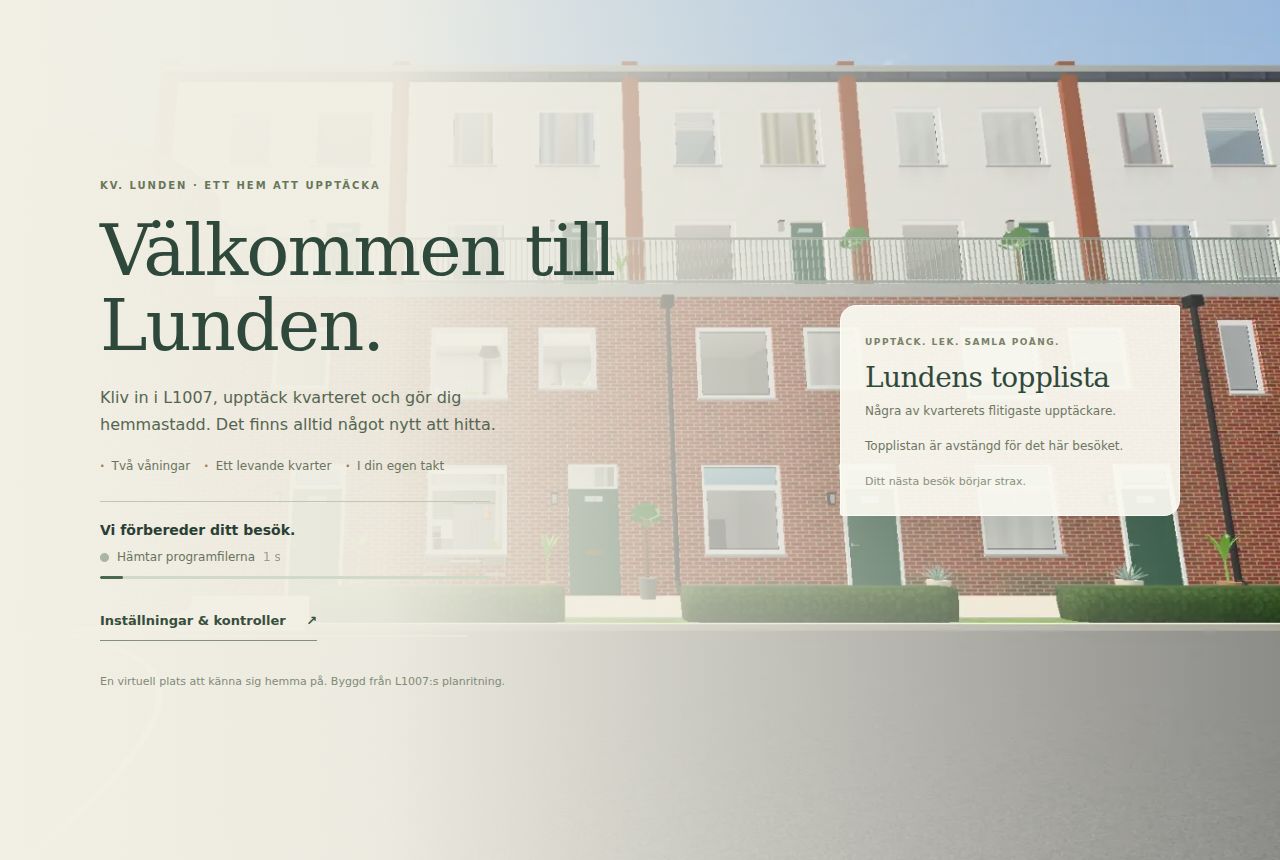 KV. LUNDEN · ETT HEM ATT UPPTÄCKA
Välkommen till
Lunden.
Kliv in i L1007, upptäck kvarteret och gör dig
hemmastadd. Det finns alltid något nytt att hitta.
· Två våningar · Ett levande kvarter · I din egen takt
Vi förbereder ditt besök.
Hämtar programfilerna 1 s
Inställningar & kontroller ↗
En virtuell plats att känna sig hemma på. Byggd från L1007:s planritning.
UPPTÄCK. LEK. SAMLA POÄNG.
Lundens topplista
Några av kvarterets flitigaste upptäckare.
Topplistan är avstängd för det här besöket.
Ditt nästa besök börjar strax.